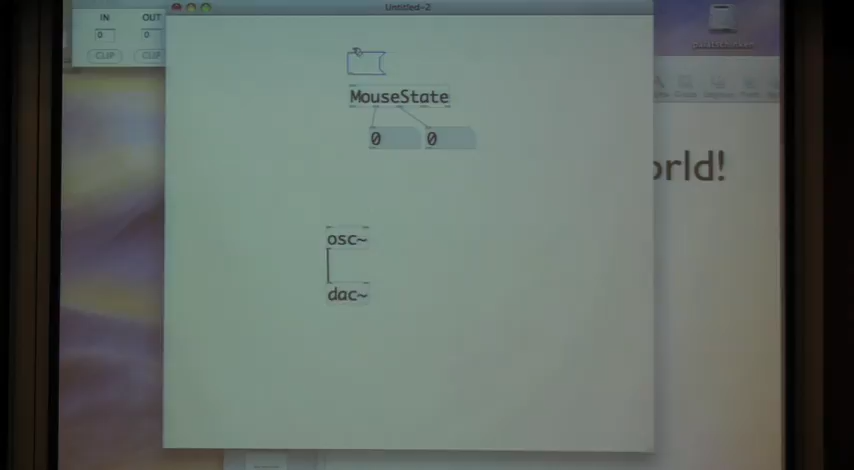 Untitled-2
IN OUT
0 0
CLIP CLIP
MouseState
0 0
orld!
osc~
dac~